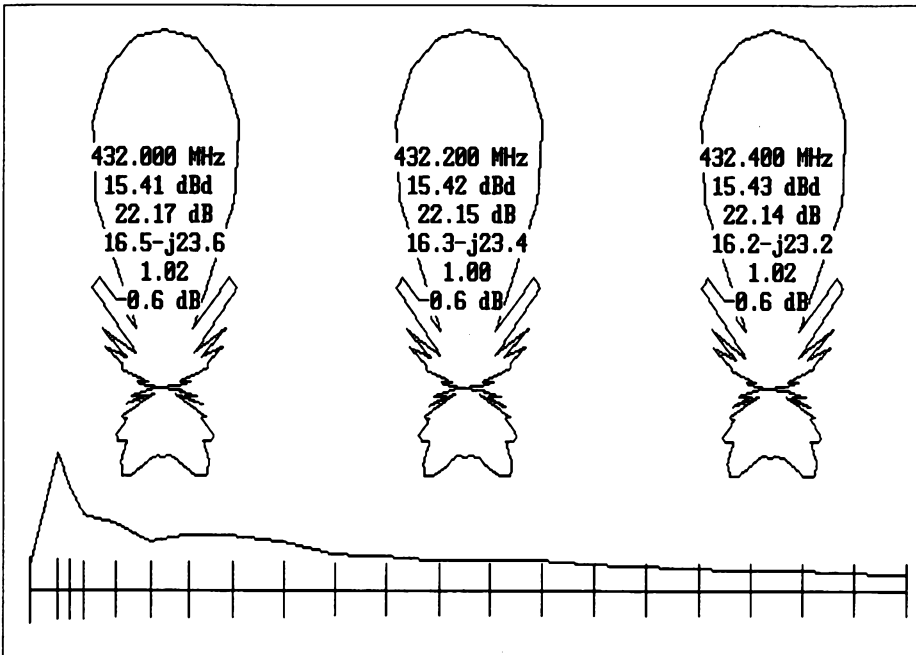 432.000 MHz
15.41 dBd
22.17 dB
16.5-j23.6
1.02
-0.6 dB
432.200 MHz
15.42 dBd
22.15 dB
16.3-j23.4
1.00
-0.6 dB
432.400 MHz
15.43 dBd
22.14 dB
16.2-j23.2
1.02
-0.6 dB